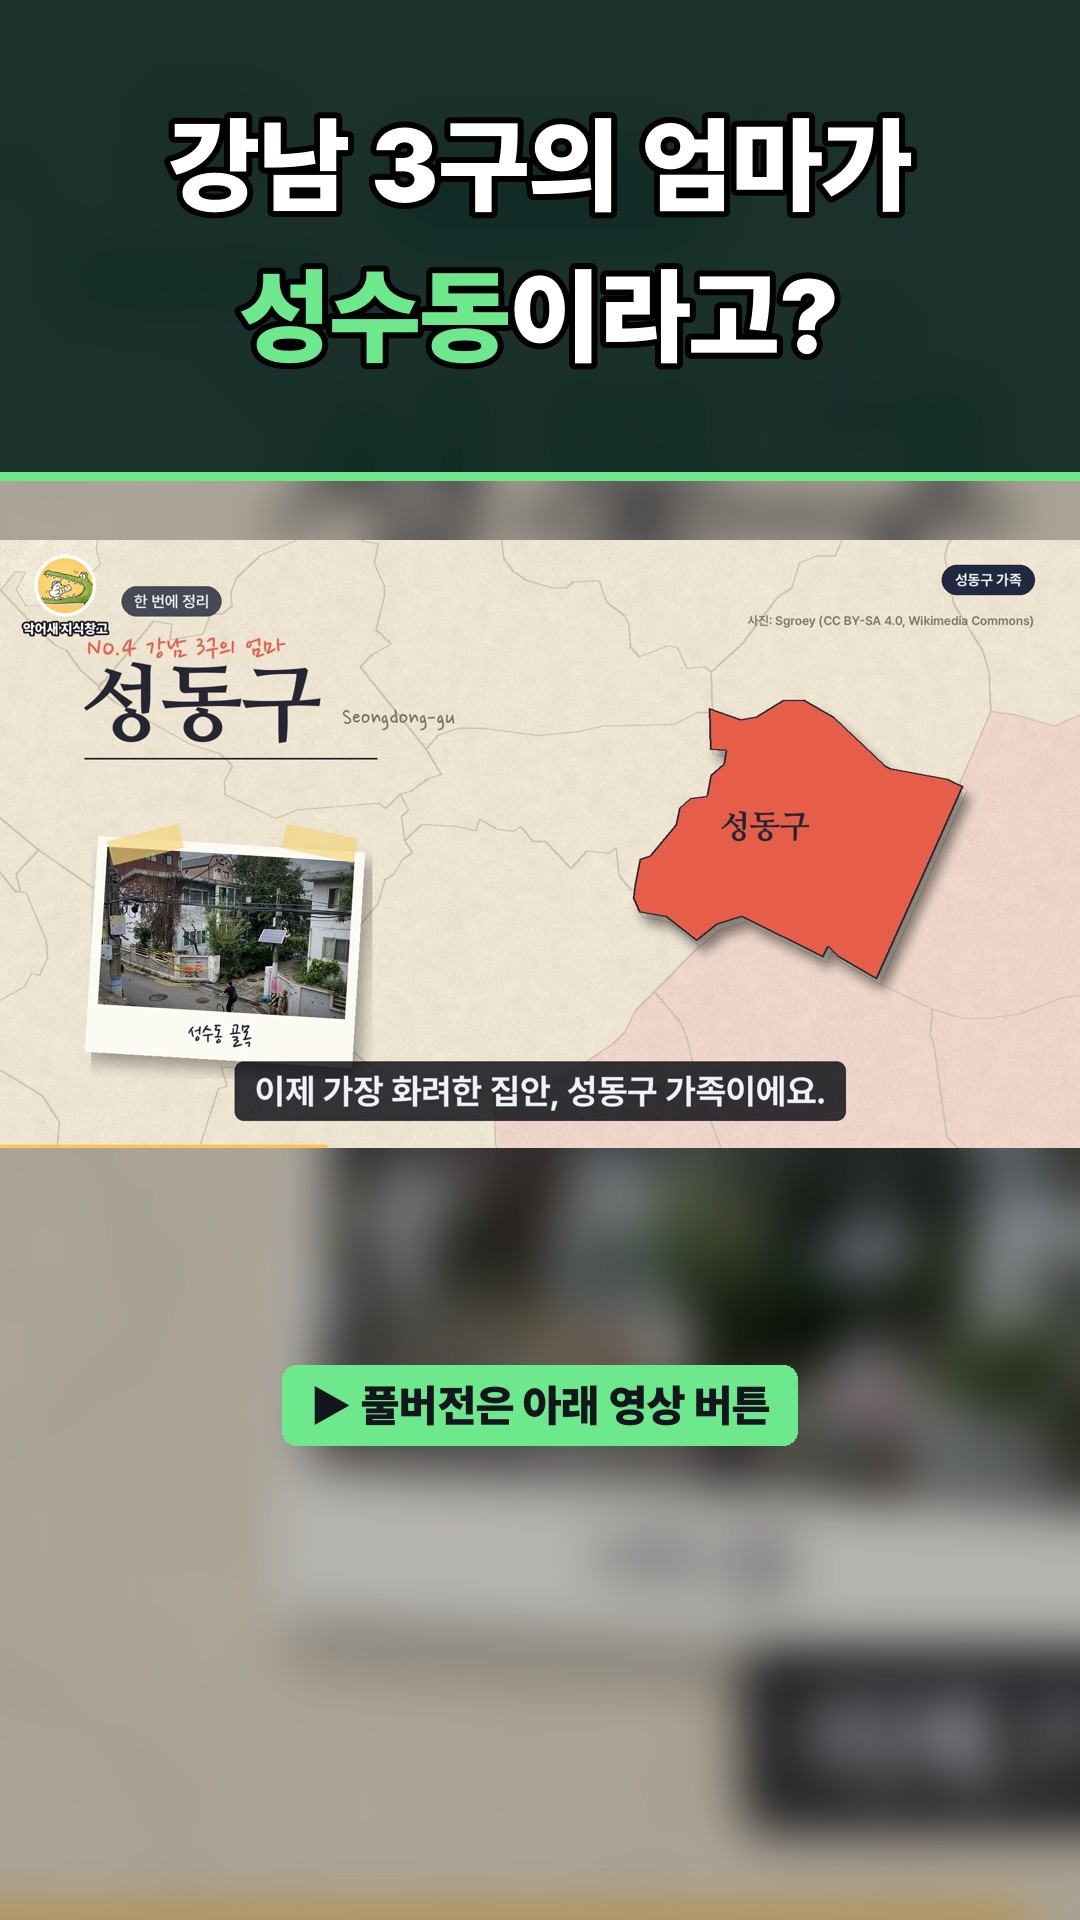 강남 3구의 엄마가
성수동이라고?
악어새 지식창고
한 번에 정리
성동구 가족
사진: Sgroey (CC BY-SA 4.0, Wikimedia Commons)
No.4 강남 3구의 엄마
성동구
Seongdong-gu
성동구
성수동 골목
이제 가장 화려한 집안, 성동구 가족이에요.
▶ 풀버전은 아래 영상 버튼